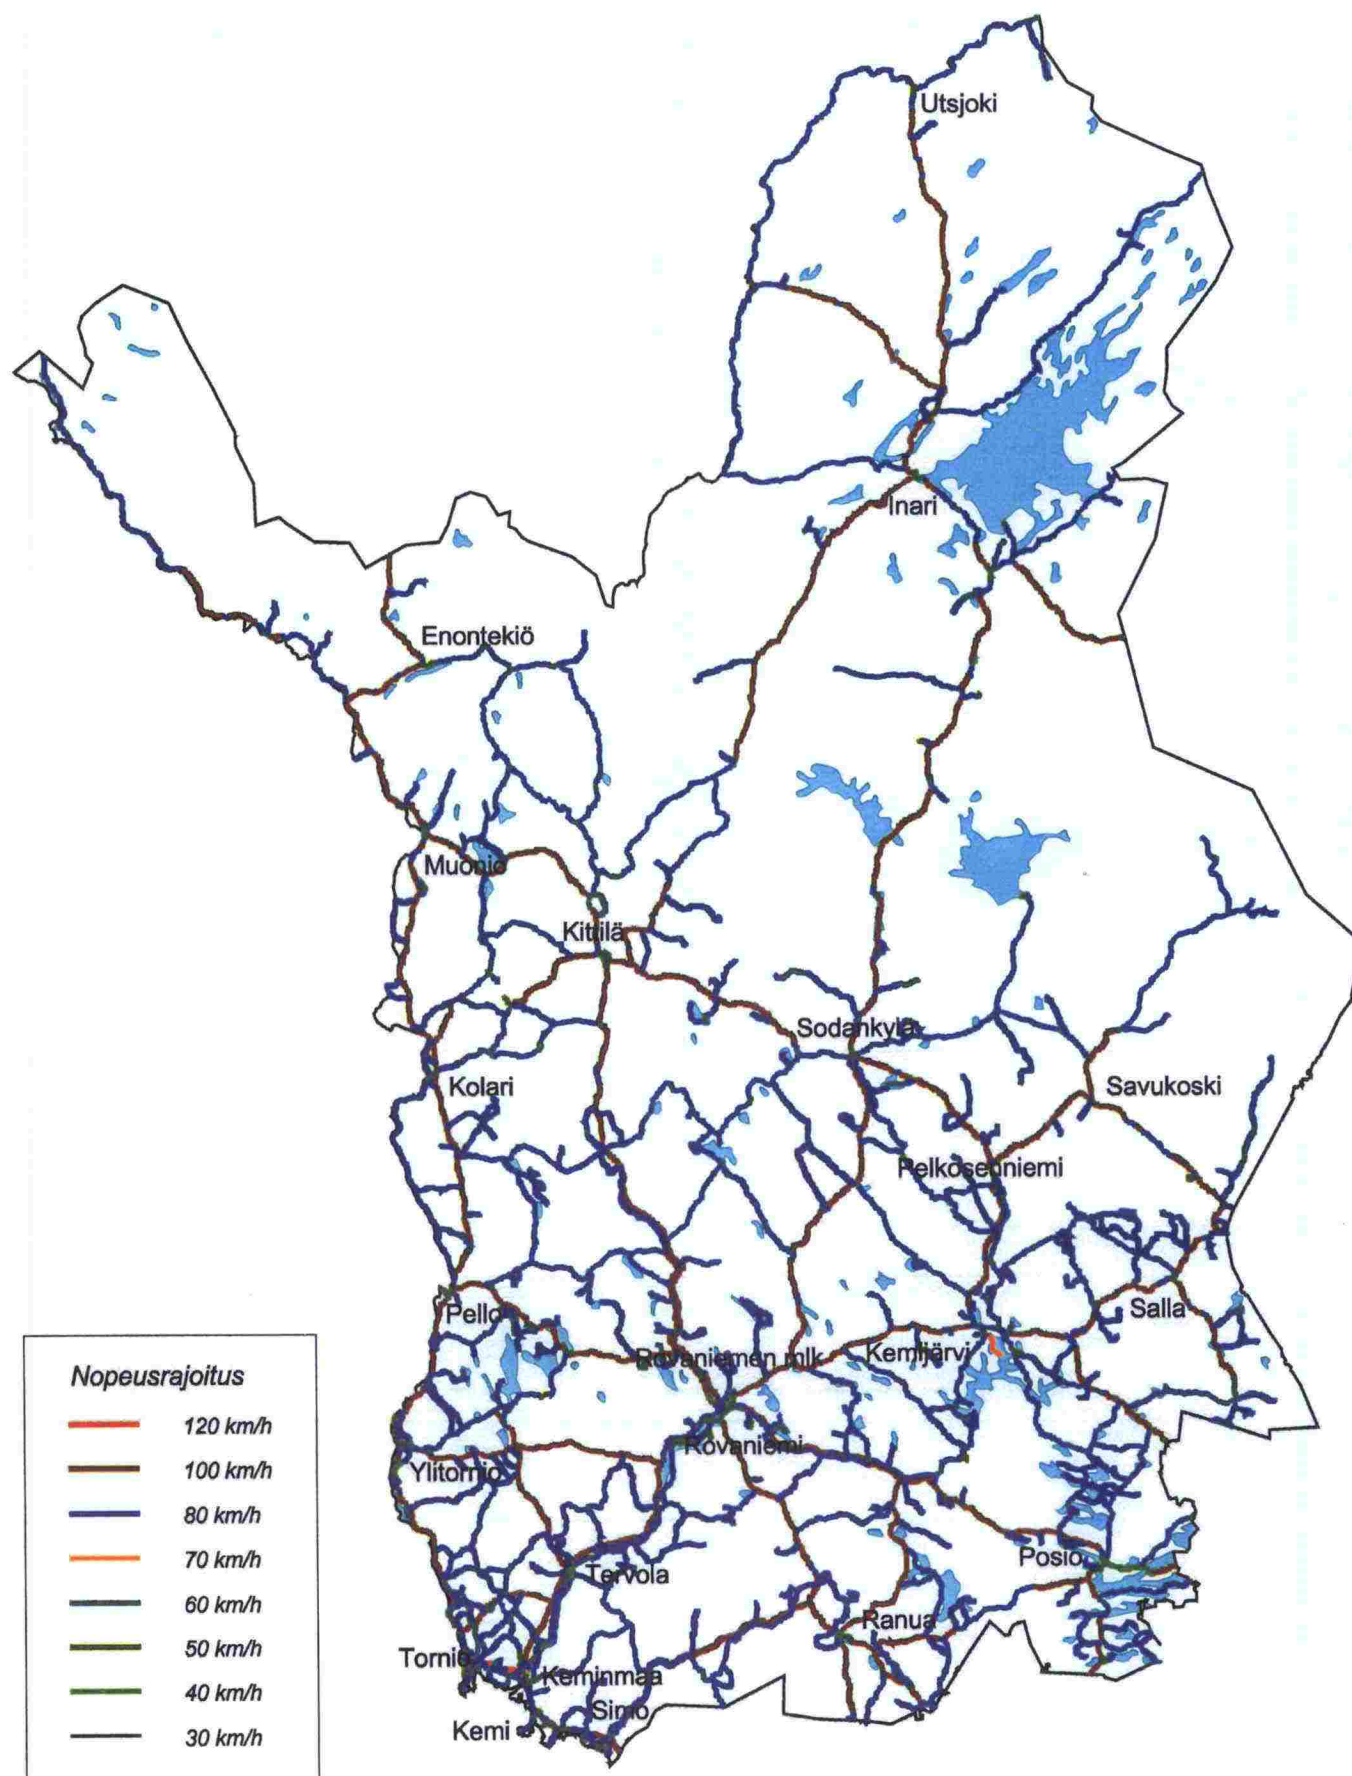 Utsjoki
Inari
Enontekiö
Muonio
Kittilä
Sodankylä
Kolari
Savukoski
Pelkosenniemi
Pello
Salla
Rovaniemen mlk
Kemijärvi
Rovaniemi
Ylitornio
Posio
Tervola
Ranua
Tornio
Keminmaa
Simo
Kemi
Nopeusrajoitus
120 km/h
100 km/h
80 km/h
70 km/h
60 km/h
50 km/h
40 km/h
30 km/h